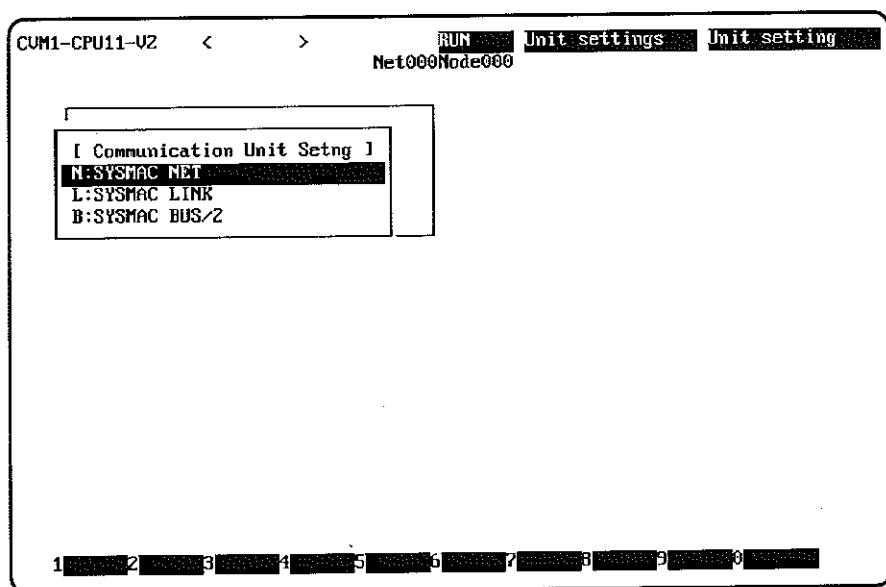 CVM1-CPU11-V2 < > RUN Unit settings Unit setting
Net000Node000
[ Communication Unit Setng ]
N:SYSMAC NET
L:SYSMAC LINK
B:SYSMAC BUS/2
1 2 3 4 5 6 7 8 9 0